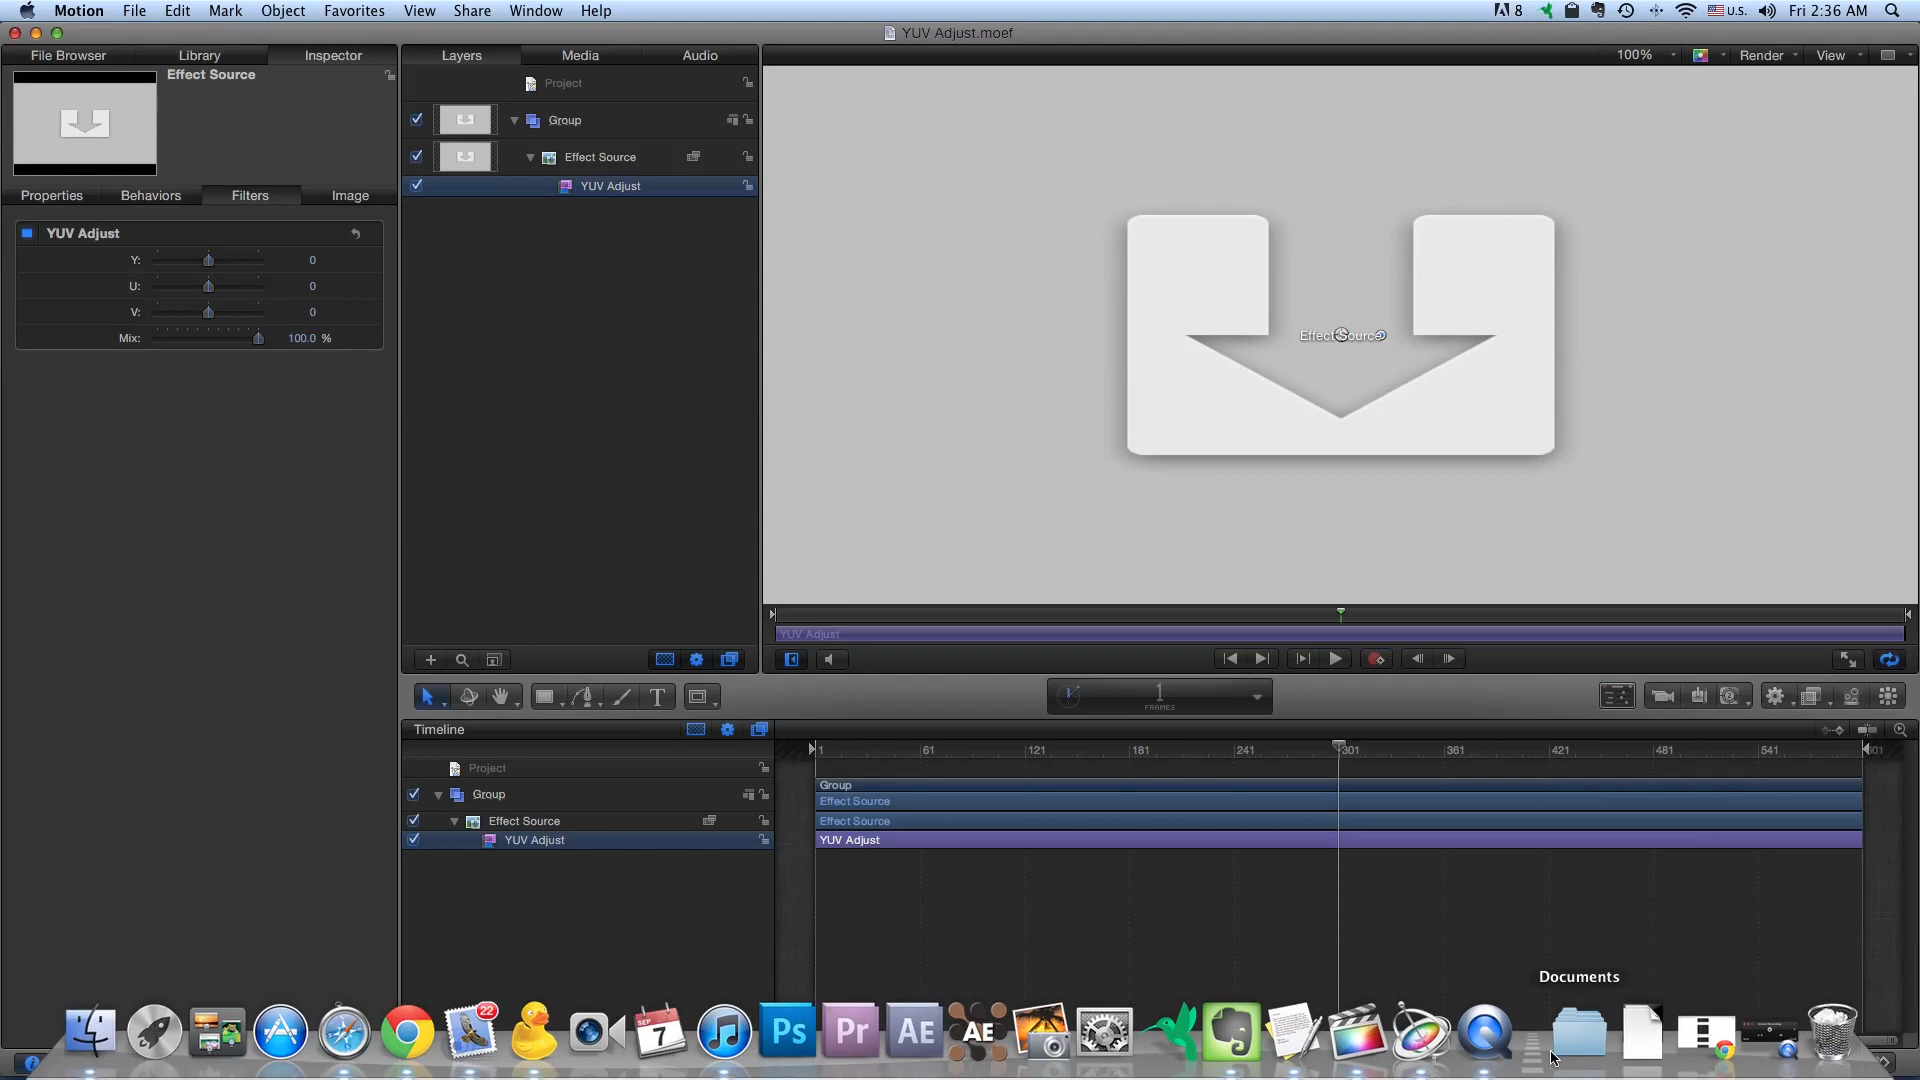 Motion File Edit Mark Object Favorites View Share Window Help
8 U.S. Fri 2:36 AM
YUV Adjust.moef
File Browser Library Inspector
Layers Media Audio
100% Render View
Effect Source
Project
Group
Effect Source
YUV Adjust
Properties Behaviors Filters Image
YUV Adjust
Y: 0
U: 0
V: 0
Mix: 100.0 %
Effect Source
YUV Adjust
T
1
FRAMES
Timeline
1 61 121 181 241 301 361 421 481 541 601
Project
Group
Effect Source
YUV Adjust
Group
Effect Source
Effect Source
YUV Adjust
Documents
22
SEP
7
Ps
Pr
AE
AE